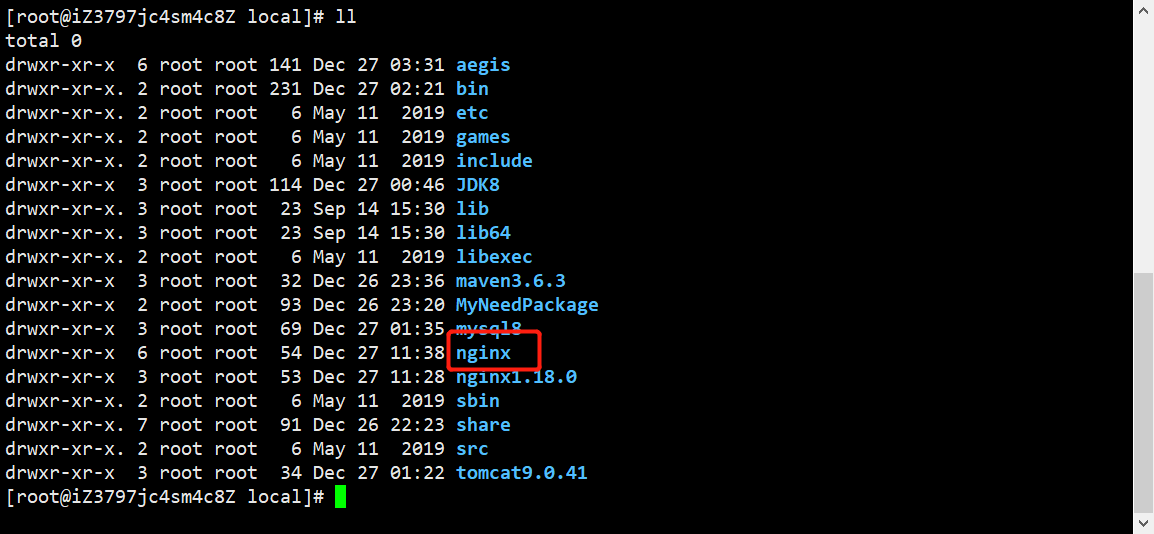 [root@iZ3797jc4sm4c8Z local]# ll
total 0
drwxr-xr-x  6 root root 141 Dec 27 03:31 aegis
drwxr-xr-x. 2 root root 231 Dec 27 02:21 bin
drwxr-xr-x. 2 root root   6 May 11  2019 etc
drwxr-xr-x. 2 root root   6 May 11  2019 games
drwxr-xr-x. 2 root root   6 May 11  2019 include
drwxr-xr-x  3 root root 114 Dec 27 00:46 JDK8
drwxr-xr-x. 3 root root  23 Sep 14 15:30 lib
drwxr-xr-x. 3 root root  23 Sep 14 15:30 lib64
drwxr-xr-x. 2 root root   6 May 11  2019 libexec
drwxr-xr-x  3 root root  32 Dec 26 23:36 maven3.6.3
drwxr-xr-x  2 root root  93 Dec 26 23:20 MyNeedPackage
drwxr-xr-x  3 root root  69 Dec 27 01:35 mysql8
drwxr-xr-x  6 root root  54 Dec 27 11:38 nginx
drwxr-xr-x  3 root root  53 Dec 27 11:28 nginx1.18.0
drwxr-xr-x. 2 root root   6 May 11  2019 sbin
drwxr-xr-x. 7 root root  91 Dec 26 22:23 share
drwxr-xr-x. 2 root root   6 May 11  2019 src
drwxr-xr-x  3 root root  34 Dec 27 01:22 tomcat9.0.41
[root@iZ3797jc4sm4c8Z local]#